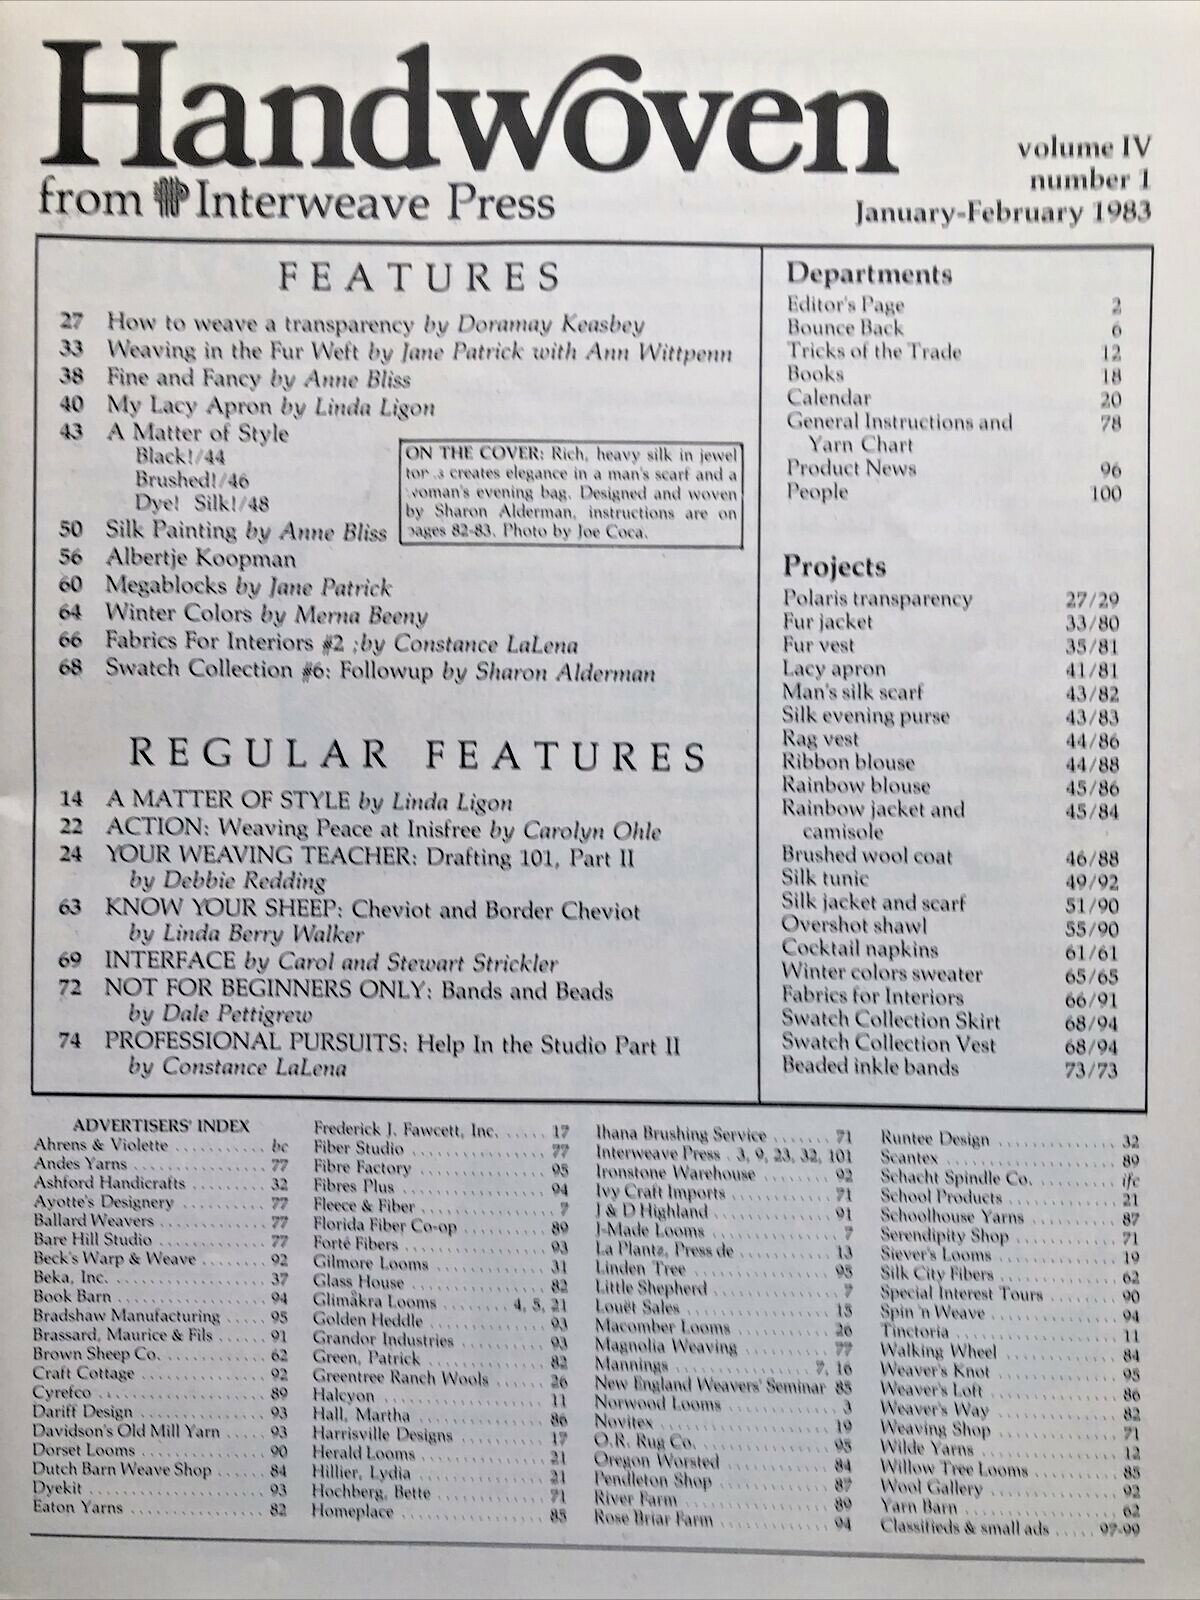 Handwoven
from Interweave Press
volume IV
number 1
January-February 1983
FEATURES
27 How to weave a transparency by Doramay Keasbey
33 Weaving in the Fur Weft by Jane Patrick with Ann Wittpenn
38 Fine and Fancy by Anne Bliss
40 My Lacy Apron by Linda Ligon
43 A Matter of Style
Black!/44
Brushed!/46
Dye! Silk!/48
50 Silk Painting by Anne Bliss
56 Albertje Koopman
60 Megablocks by Jane Patrick
64 Winter Colors by Merna Beeny
66 Fabrics For Interiors #2 ;by Constance LaLena
68 Swatch Collection #6: Followup by Sharon Alderman
ON THE COVER: Rich, heavy silk in jewel
creates elegance in a man's scarf and a
woman's evening bag. Designed and woven
by Sharon Alderman, instructions are on
pages 82-83. Photo by Joe Coca.
REGULAR FEATURES
14 A MATTER OF STYLE by Linda Ligon
22 ACTION: Weaving Peace at Inisfree by Carolyn Ohle
24 YOUR WEAVING TEACHER: Drafting 101, Part II
by Debbie Redding
63 KNOW YOUR SHEEP: Cheviot and Border Cheviot
by Linda Berry Walker
69 INTERFACE by Carol and Stewart Strickler
72 NOT FOR BEGINNERS ONLY: Bands and Beads
by Dale Pettigrew
74 PROFESSIONAL PURSUITS: Help In the Studio Part II
by Constance LaLena
Departments
Editor's Page 2
Bounce Back 6
Tricks of the Trade 12
Books 18
Calendar 20
General Instructions and 78
Yarn Chart
Product News 96
People 100
Projects
Polaris transparency 27/29
Fur jacket 33/80
Fur vest 35/81
Lacy apron 41/81
Man's silk scarf 43/82
Silk evening purse 43/83
Rag vest 44/86
Ribbon blouse 44/88
Rainbow blouse 45/86
Rainbow jacket and 45/84
camisole
Brushed wool coat 46/88
Silk tunic 49/92
Silk jacket and scarf 51/90
Overshot shawl 55/90
Cocktail napkins 61/61
Winter colors sweater 65/65
Fabrics for Interiors 66/91
Swatch Collection Skirt 68/94
Swatch Collection Vest 68/94
Beaded inkle bands 73/73
ADVERTISERS' INDEX
Ahrens & Violette ........... bc
Andes Yarns ........... 77
Ashford Handicrafts ........... 32
Ayotte's Designery ........... 77
Ballard Weavers ........... 77
Bare Hill Studio ........... 77
Beck's Warp & Weave ........... 92
Beka, Inc. ........... 37
Book Barn ........... 94
Bradshaw Manufacturing ...... 95
Brassard, Maurice & Fils ...... 91
Brown Sheep Co. ........... 62
Craft Cottage ........... 92
Cyrefco ........... 89
Dariff Design ........... 93
Davidson's Old Mill Yarn ...... 93
Dorset Looms ........... 90
Dutch Barn Weave Shop ...... 84
Dyekit ........... 93
Eaton Yarns ........... 82
Frederick J. Fawcett, Inc. ..... 17
Fiber Studio ........... 77
Fibre Factory ........... 95
Fibres Plus ........... 94
Fleece & Fiber ........... 7
Florida Fiber Co-op ........... 89
Forté Fibers ........... 93
Gilmore Looms ........... 31
Glass House ........... 82
Glimåkra Looms ........ 4, 5, 21
Golden Heddle ........... 93
Grandor Industries ........... 93
Green, Patrick ........... 82
Greentree Ranch Wools ....... 26
Halcyon ........... 11
Hall, Martha ........... 86
Harrisville Designs ........... 17
Herald Looms ........... 21
Hillier, Lydia ........... 21
Hochberg, Bette ........... 71
Homeplace ........... 85
Ihana Brushing Service ....... 71
Interweave Press . 3, 9, 23, 32, 101
Ironstone Warehouse ........ 92
Ivy Craft Imports ........... 71
J & D Highland ........... 91
J-Made Looms ........... 7
La Plantz, Press de ........... 13
Linden Tree ........... 95
Little Shepherd ........... 7
Louët Sales ........... 15
Macomber Looms ........... 26
Magnolia Weaving ........... 77
Mannings ........... 7, 16
New England Weavers' Seminar 85
Norwood Looms ........... 3
Novitex ........... 19
O.R. Rug Co. ........... 95
Oregon Worsted ........... 84
Pendleton Shop ........... 87
River Farm ........... 89
Rose Briar Farm ........... 94
Runtee Design ........... 32
Scantex ........... 89
Schacht Spindle Co. ........... ifc
School Products ........... 21
Schoolhouse Yarns ........... 87
Serendipity Shop ........... 71
Siever's Looms ........... 19
Silk City Fibers ........... 62
Special Interest Tours ........ 90
Spin 'n Weave ........... 94
Tinctoria ........... 11
Walking Wheel ........... 84
Weaver's Knot ........... 95
Weaver's Loft ........... 86
Weaver's Way ........... 82
Weaving Shop ........... 71
Wilde Yarns ........... 12
Willow Tree Looms ........... 85
Wool Gallery ........... 92
Yarn Barn ........... 62
Classifieds & small ads ..... 97-99